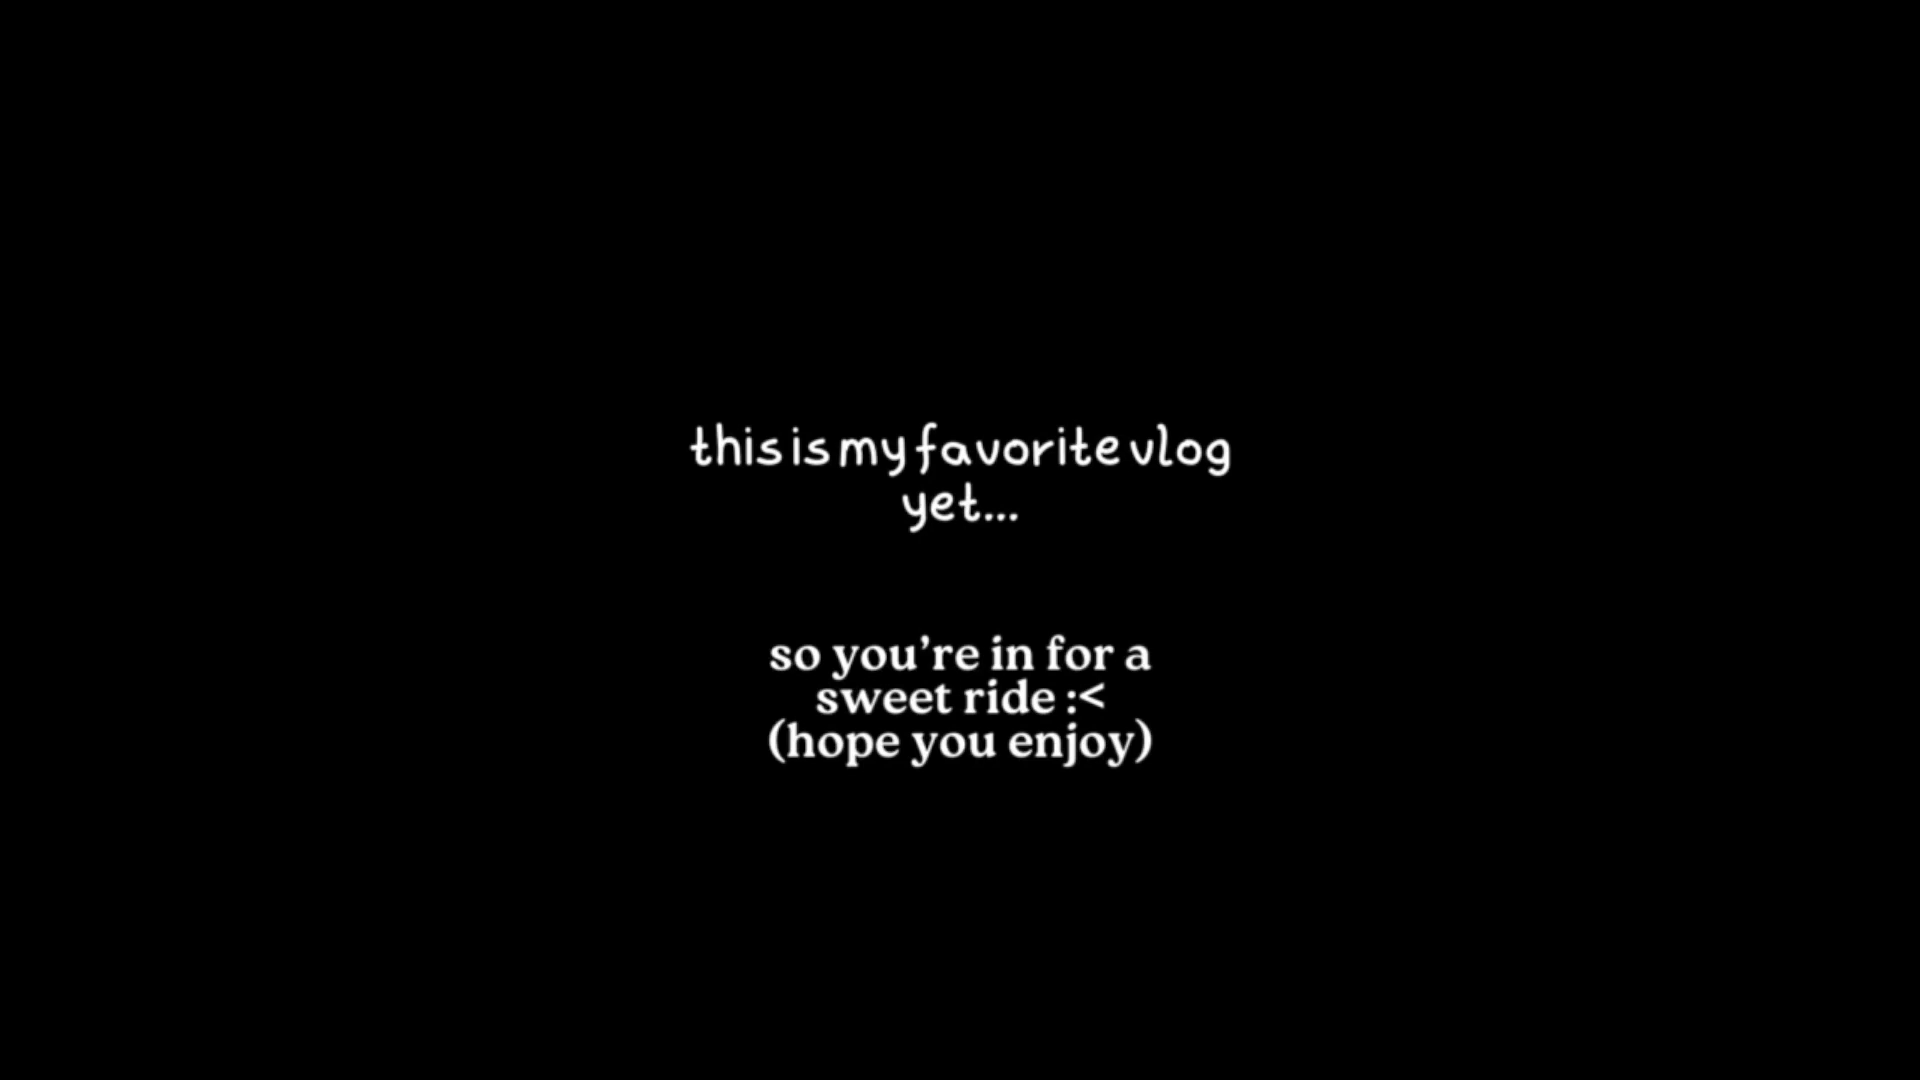 this is my favorite vlog
yet...
so you're in for a
sweet ride :<
(hope you enjoy)